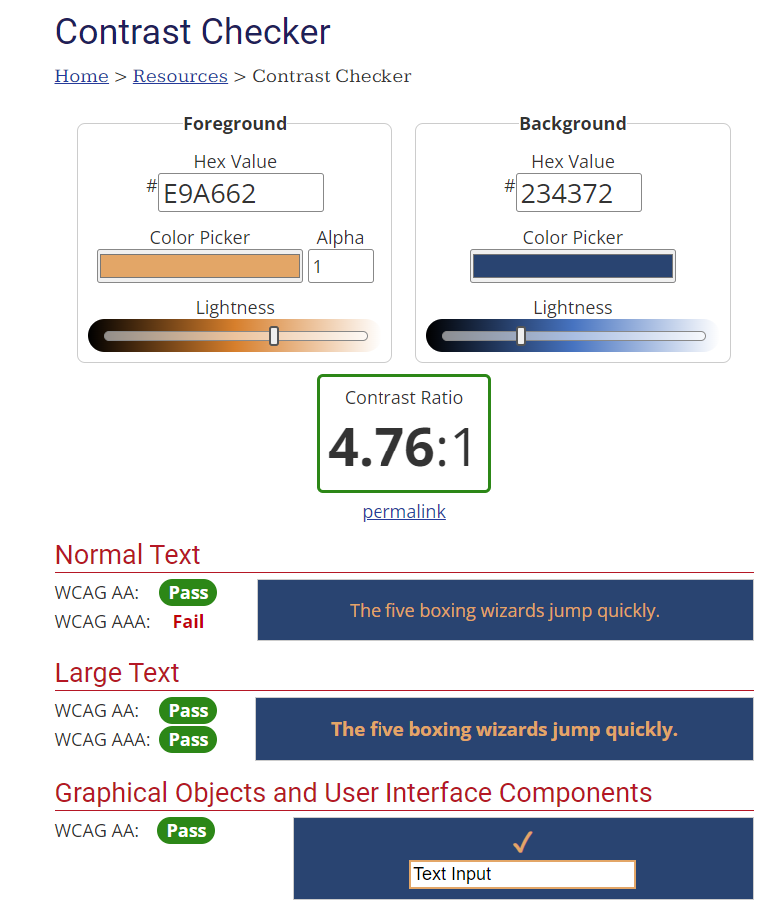 Contrast Checker
Home > Resources > Contrast Checker
Foreground
Hex Value
# E9A662
Color Picker
Alpha
1
Lightness
Background
Hex Value
# 234372
Color Picker
Lightness
Contrast Ratio
4.76:1
permalink
Normal Text
WCAG AA: Pass
WCAG AAA: Fail
The five boxing wizards jump quickly.
Large Text
WCAG AA: Pass
WCAG AAA: Pass
The five boxing wizards jump quickly.
Graphical Objects and User Interface Components
WCAG AA: Pass
✓
Text Input